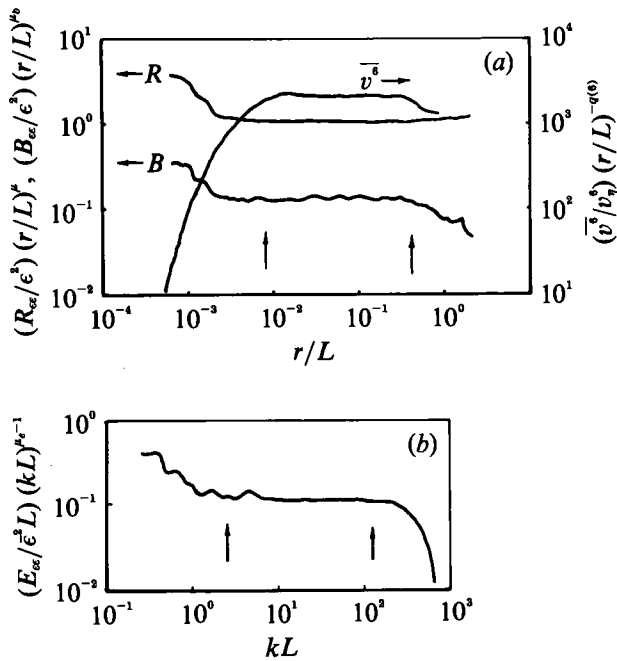 (a)
(R_εε/ϵ̄²) (r/L)^μ, (B_εε/ϵ̄²) (r/L)^μ_b
10¹
10⁰
10⁻¹
10⁻²
← R
← B
v̄⁶ →
10⁴
10³
10²
10
(v̄⁶/v_η⁶) (r/L)^−q(6)
10⁻⁴ 10⁻³ 10⁻² 10⁻¹ 10⁰
r/L
(b)
(E_εε/ϵ̄²L) (kL)^μ_e−1
10⁰
10⁻¹
10⁻²
10⁻¹ 10⁰ 10¹ 10² 10³
kL